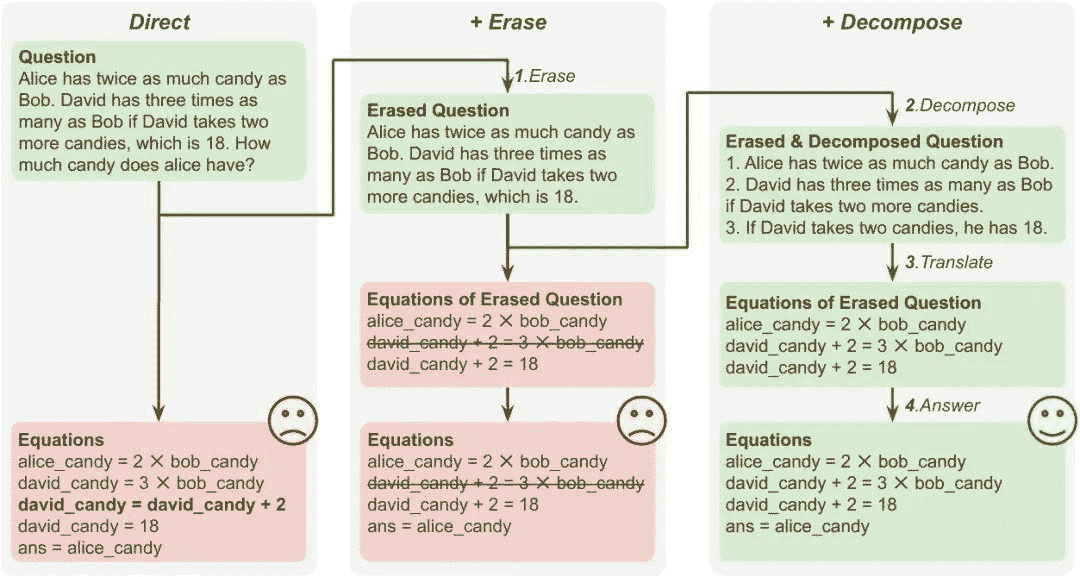 Direct
Question
Alice has twice as much candy as
Bob. David has three times as
many as Bob if David takes two
more candies, which is 18. How
much candy does alice have?
Equations
alice_candy = 2 × bob_candy
david_candy = 3 × bob_candy
david_candy = david_candy + 2
david_candy = 18
ans = alice_candy
+ Erase
1.Erase
Erased Question
Alice has twice as much candy as
Bob. David has three times as
many as Bob if David takes two
more candies, which is 18.
Equations of Erased Question
alice_candy = 2 × bob_candy
david_candy + 2 = 3 × bob_candy
david_candy + 2 = 18
Equations
alice_candy = 2 × bob_candy
david_candy + 2 = 3 × bob_candy
david_candy + 2 = 18
ans = alice_candy
+ Decompose
2.Decompose
Erased & Decomposed Question
1. Alice has twice as much candy as Bob.
2. David has three times as many as Bob
if David takes two more candies.
3. If David takes two candies, he has 18.
3.Translate
Equations of Erased Question
alice_candy = 2 × bob_candy
david_candy + 2 = 3 × bob_candy
david_candy + 2 = 18
4.Answer
Equations
alice_candy = 2 × bob_candy
david_candy + 2 = 3 × bob_candy
david_candy + 2 = 18
ans = alice_candy